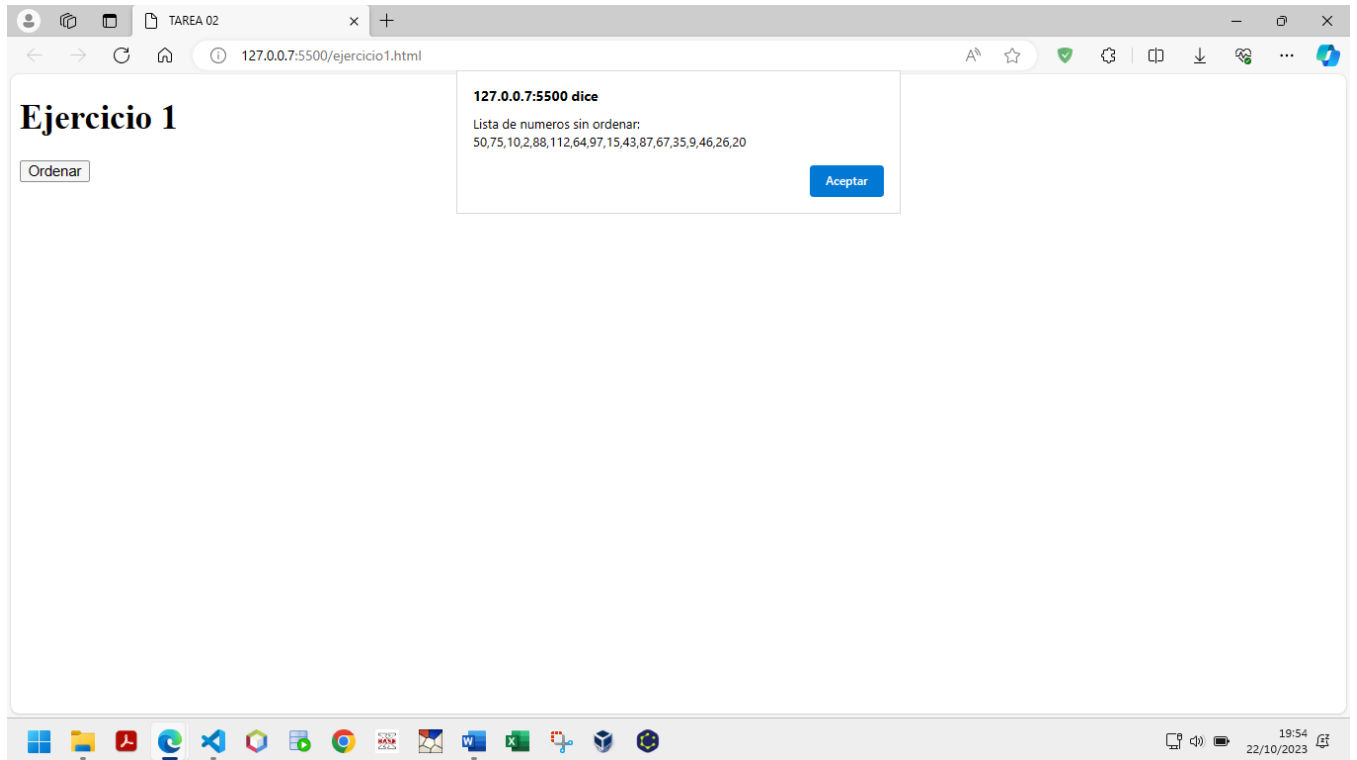 TAREA 02
127.0.0.7:5500/ejercicio1.html
127.0.0.7:5500 dice
Lista de numeros sin ordenar:
50,75,10,2,88,112,64,97,15,43,87,67,35,9,46,26,20
Aceptar
Ejercicio 1
Ordenar
19:54
22/10/2023